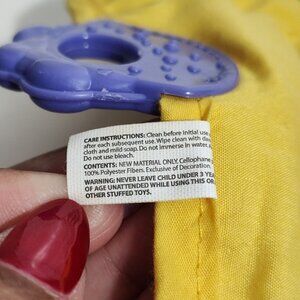 CARE INSTRUCTIONS: Clean before initial use
after each subsequent use. Wipe clean with
cloth and mild soap. Do not immerse in water
Do not use bleach.
CONTENTS: NEW MATERIAL ONLY. Cellophane
100% Polyester Fibers. Exclusive of Decoration.
WARNING: NEVER LEAVE CHILD UNDER 3
OF AGE UNATTENDED WHILE USING THIS OR
OTHER STUFFED TOYS.